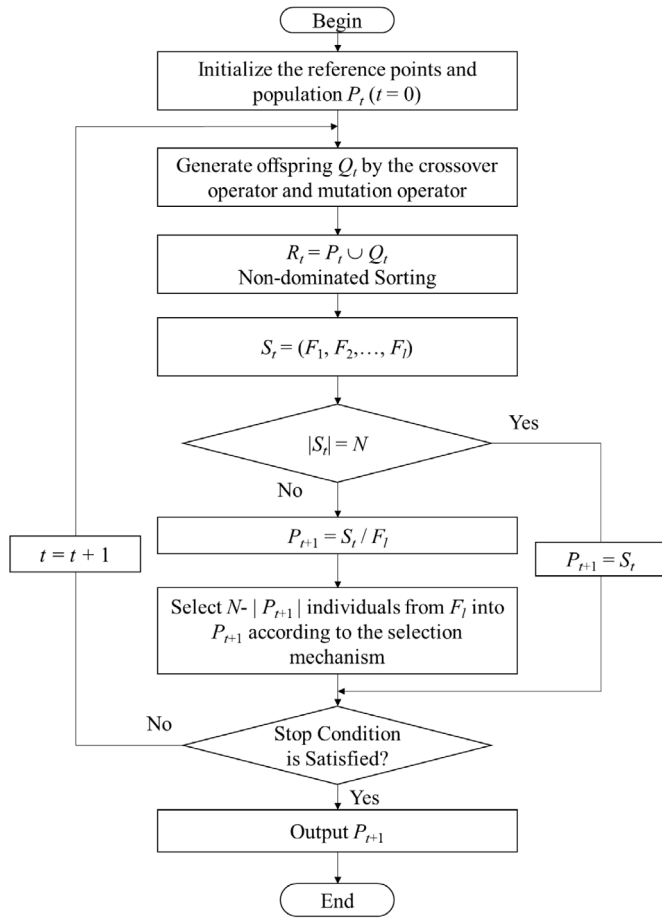 Begin
Initialize the reference points and
population Pₜ (t = 0)
Generate offspring Qₜ by the crossover
operator and mutation operator
Rₜ = Pₜ ∪ Qₜ
Non-dominated Sorting
Sₜ = (F₁, F₂,…, Fₗ)
|Sₜ| = N
Yes
No
Pₜ₊₁ = Sₜ / Fₗ
t = t + 1
Pₜ₊₁ = Sₜ
Select N- | Pₜ₊₁ | individuals from Fₗ into
Pₜ₊₁ according to the selection
mechanism
No
Stop Condition
is Satisfied?
Yes
Output Pₜ₊₁
End